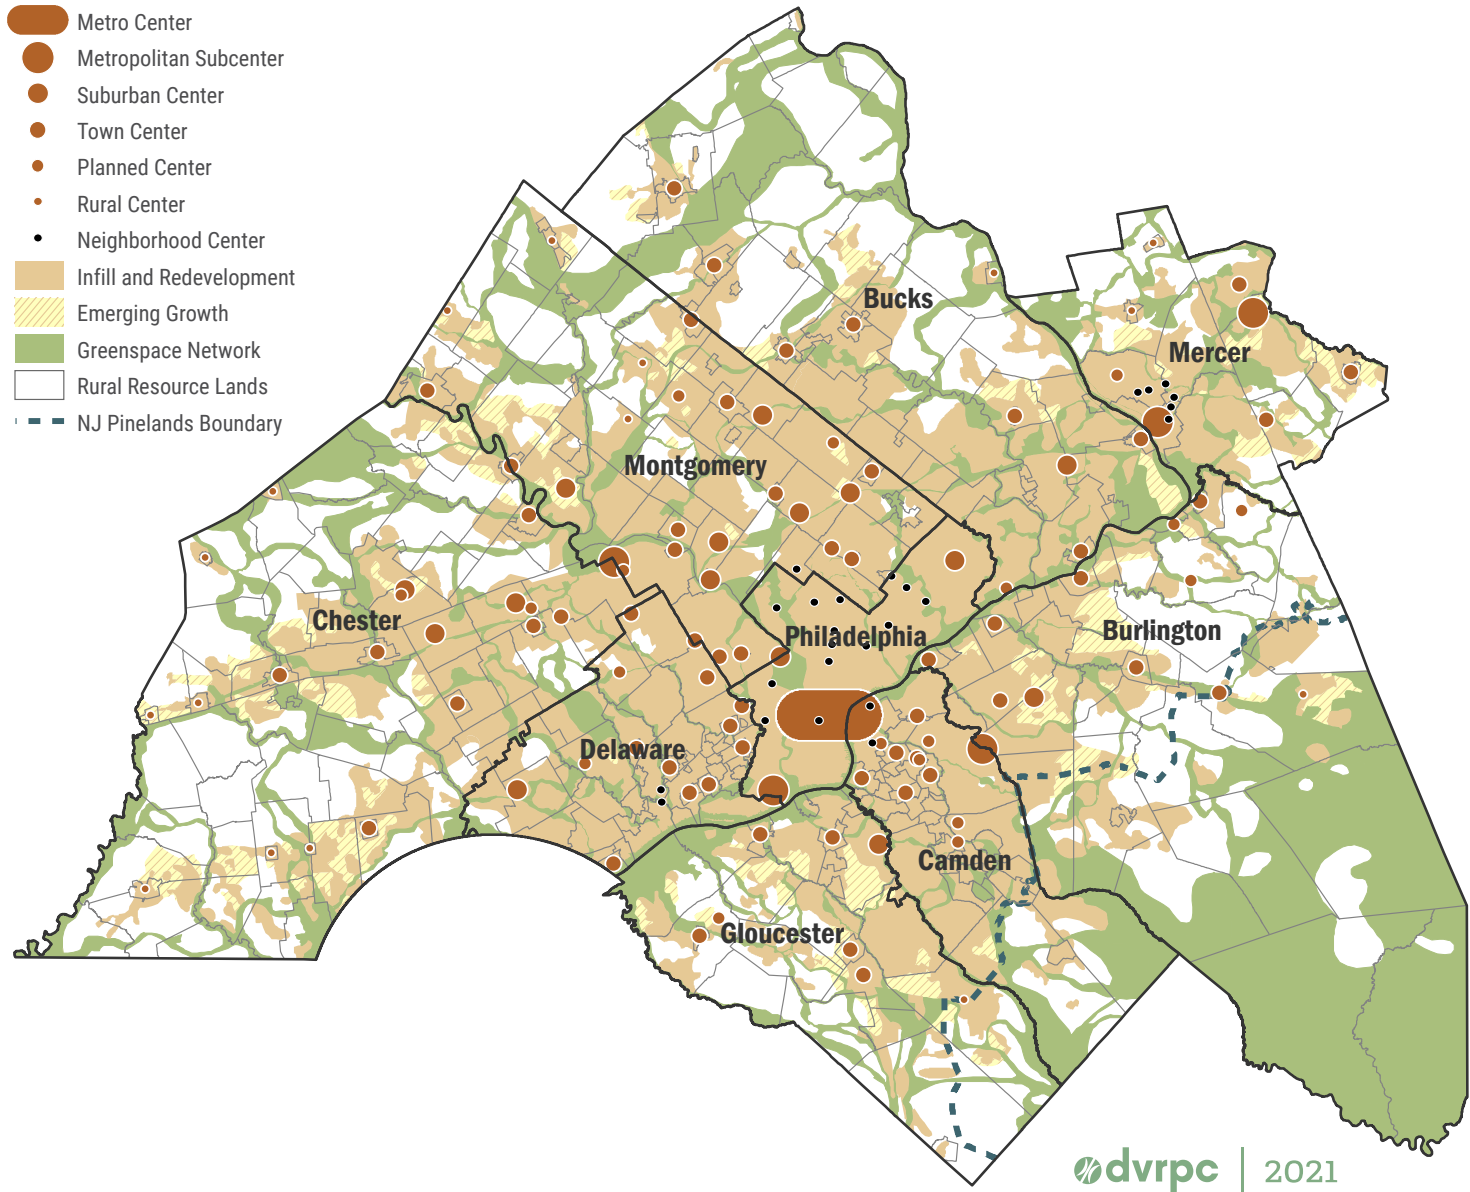 Metro Center
Metropolitan Subcenter
Suburban Center
Town Center
Planned Center
Rural Center
Neighborhood Center
Infill and Redevelopment
Emerging Growth
Greenspace Network
Rural Resource Lands
NJ Pinelands Boundary
Bucks
Mercer
Montgomery
Chester
Philadelphia
Burlington
Delaware
Camden
Gloucester
dvrpc | 2021